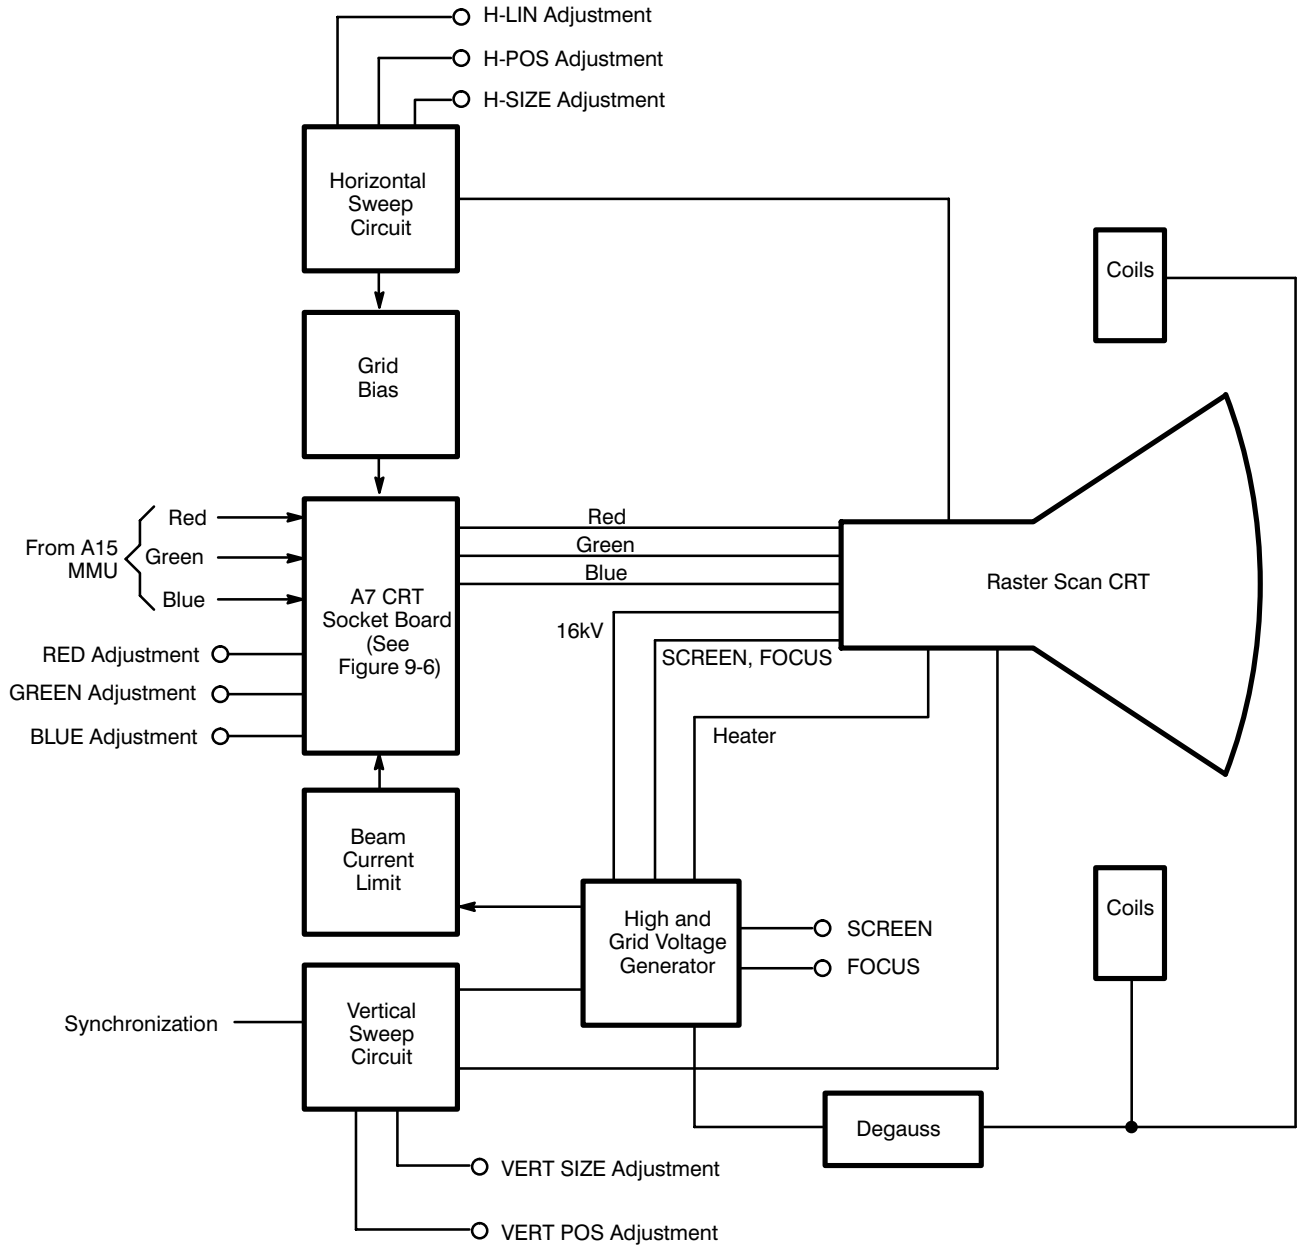 H-LIN Adjustment
H-POS Adjustment
H-SIZE Adjustment
Horizontal
Sweep
Circuit
Coils
Grid
Bias
From A15
MMU
Red
Green
Blue
RED Adjustment
GREEN Adjustment
BLUE Adjustment
A7 CRT
Socket Board
(See
Figure 9-6)
Red
Green
Blue
16kV
SCREEN, FOCUS
Heater
Raster Scan CRT
Beam
Current
Limit
High and
Grid Voltage
Generator
SCREEN
FOCUS
Coils
Synchronization
Vertical
Sweep
Circuit
Degauss
VERT SIZE Adjustment
VERT POS Adjustment